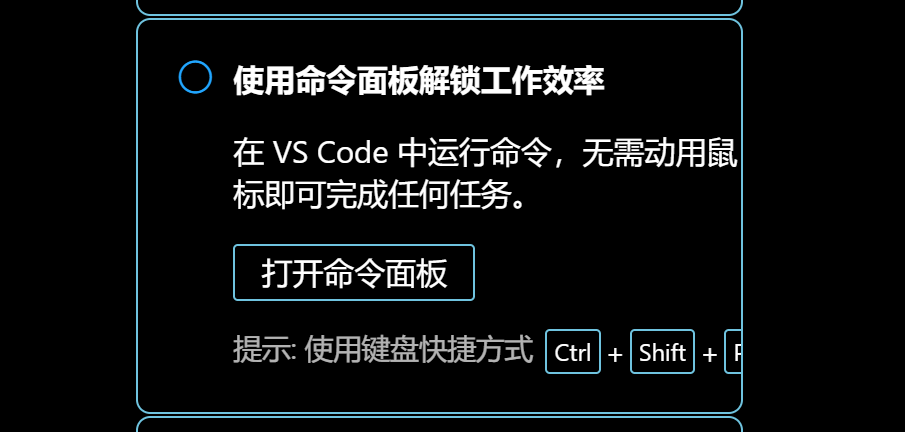 使用命令面板解锁工作效率
在 VS Code 中运行命令，无需动用鼠
标即可完成任何任务。
打开命令面板
提示: 使用键盘快捷方式 Ctrl + Shift +